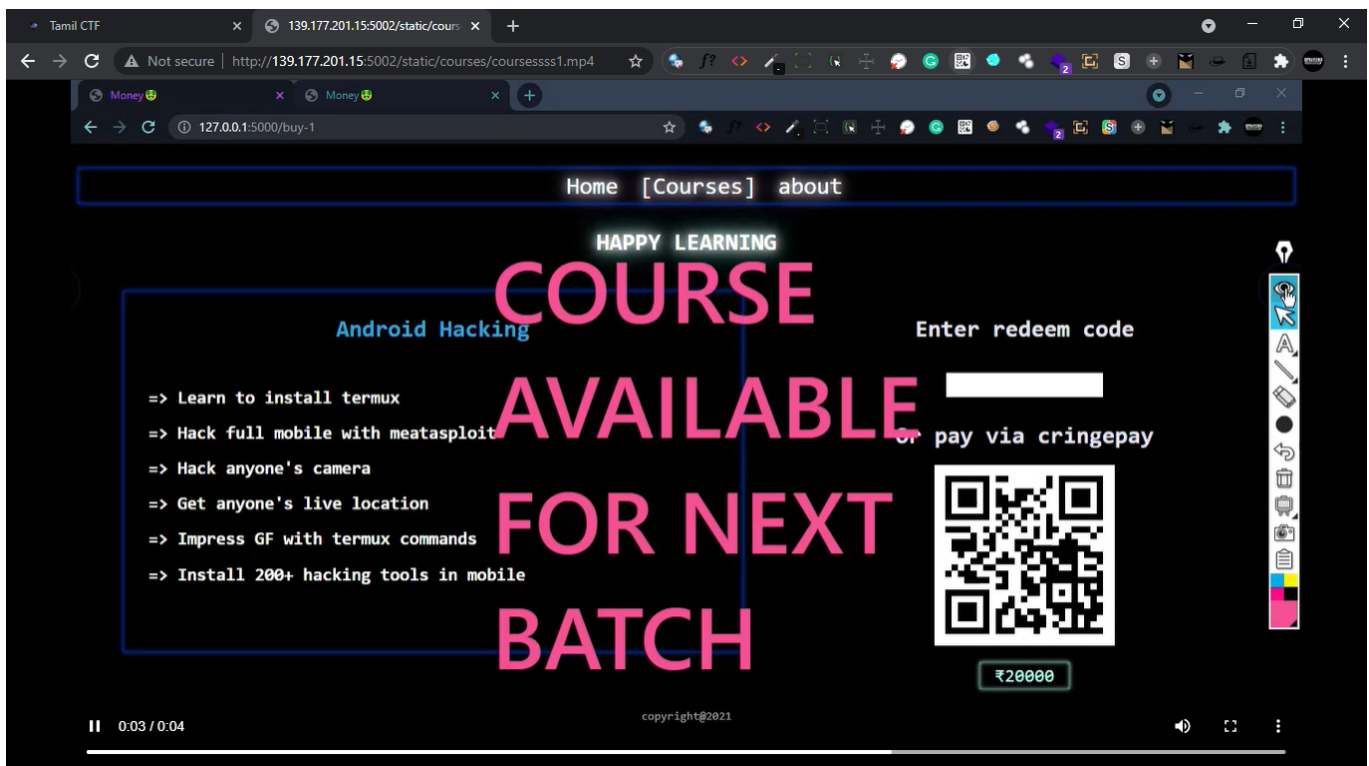 Tamil CTF
139.177.201.15:5002/static/cours
Not secure | http://139.177.201.15:5002/static/courses/coursessss1.mp4
Money🤑
Money🤑
127.0.0.1:5000/buy-1
Home [Courses] about
HAPPY LEARNING
COURSE
AVAILABLE
FOR NEXT
BATCH
Android Hacking
=> Learn to install termux
=> Hack full mobile with meatasploit
=> Hack anyone's camera
=> Get anyone's live location
=> Impress GF with termux commands
=> Install 200+ hacking tools in mobile
Enter redeem code
Or pay via cringepay
₹20000
copyright@2021
0:03 / 0:04